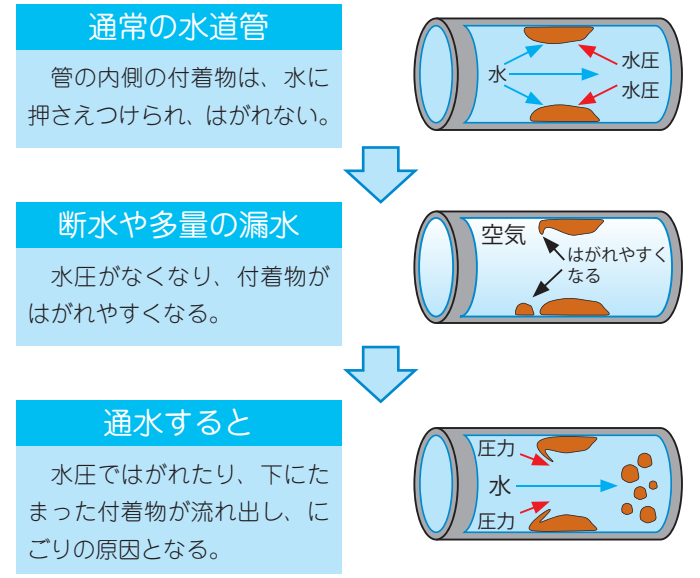 通常の水道管
管の内側の付着物は、水に
押さえつけられ、はがれない。
水
水圧
水圧
断水や多量の漏水
水圧がなくなり、付着物が
はがれやすくなる。
空気
はがれやすく
なる
通水すると
水圧ではがれたり、下にた
まった付着物が流れ出し、に
ごりの原因となる。
圧力
水
圧力